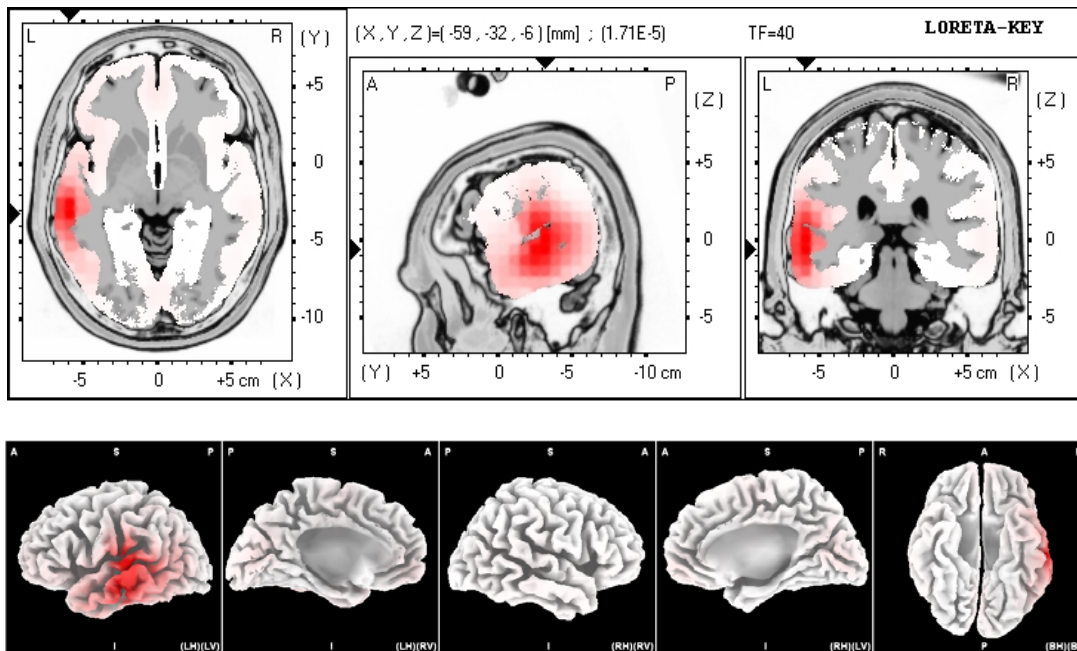 (X,Y,Z)=(-59,-32,-6)[mm] ; (1.71E-5) TF=40 LORETA-KEY
L R (Y)
+5
0
-5
-10
-5 0 +5 cm (X)
A P (Z)
+5
0
-5
(Y) +5 0 -5 -10 cm
L R (Z)
+5
0
-5
-5 0 +5 cm (X)
A S P
I (LH)(LV)
P S A
I (LH)(RV)
P S A
I (RH)(RV)
A S P
I (RH)(LV)
R A
P (BH)(B